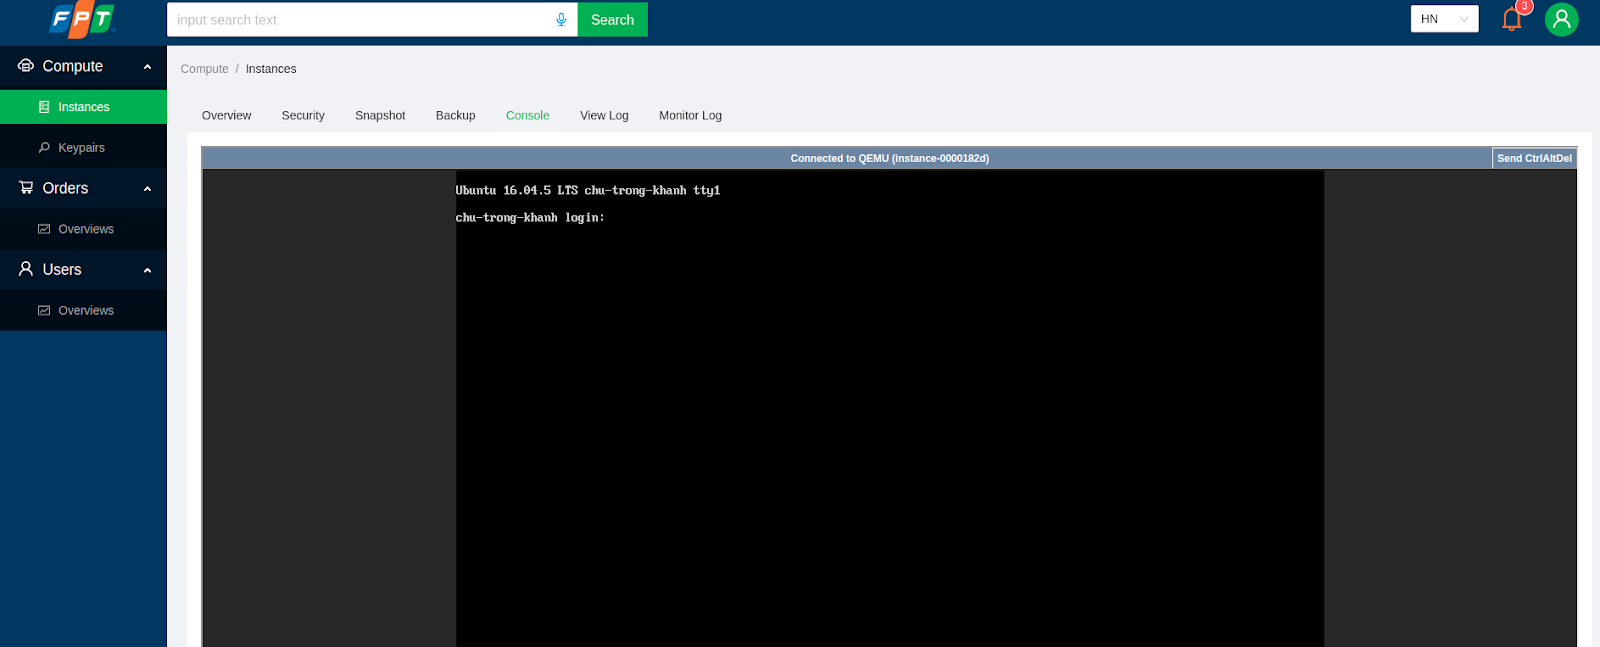 FPT
input search text
Search
HN
3
Compute
Instances
Keypairs
Orders
Overviews
Users
Overviews
Compute / Instances
Overview Security Snapshot Backup Console View Log Monitor Log
Connected to QEMU (instance-0000182d)
Send CtrlAltDel
Ubuntu 16.04.5 LTS chu-trong-khanh tty1
chu-trong-khanh login: